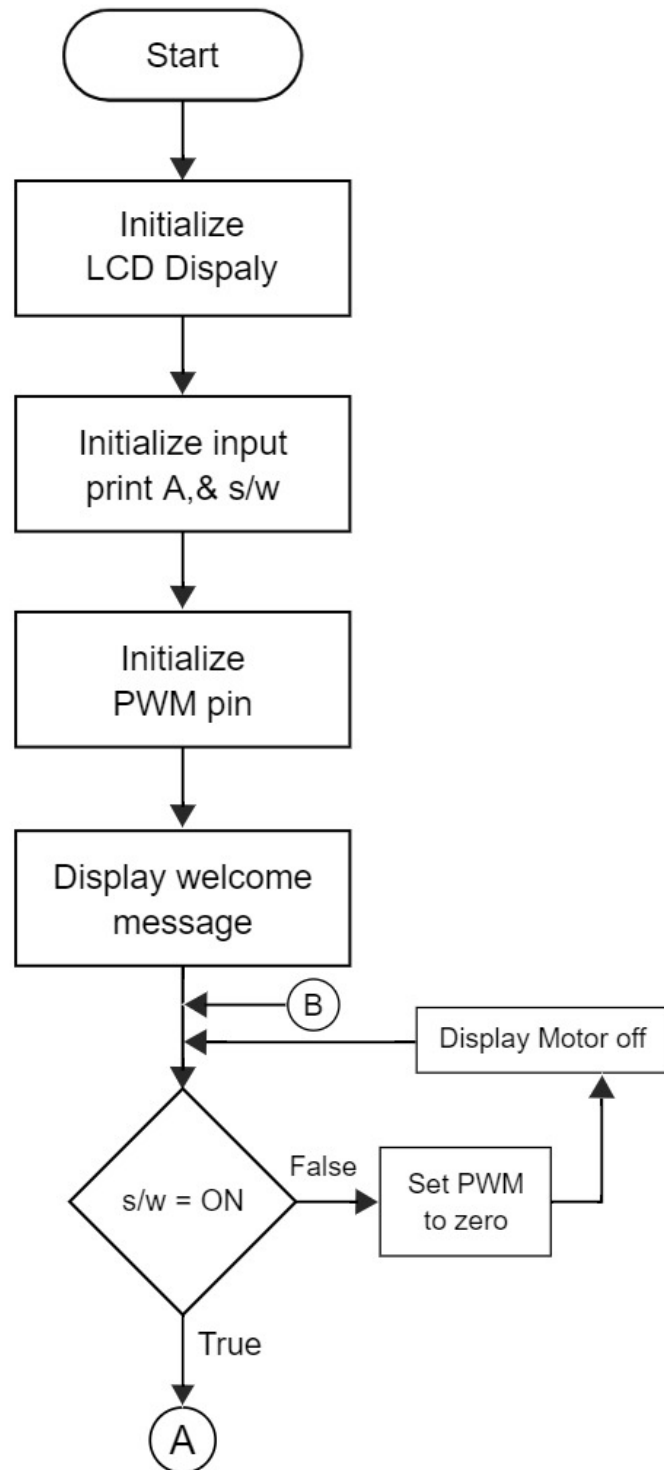 Start
Initialize
LCD Dispaly
Initialize input
print A,& s/w
Initialize
PWM pin
Display welcome
message
B
Display Motor off
s/w = ON
False
Set PWM
to zero
True
A